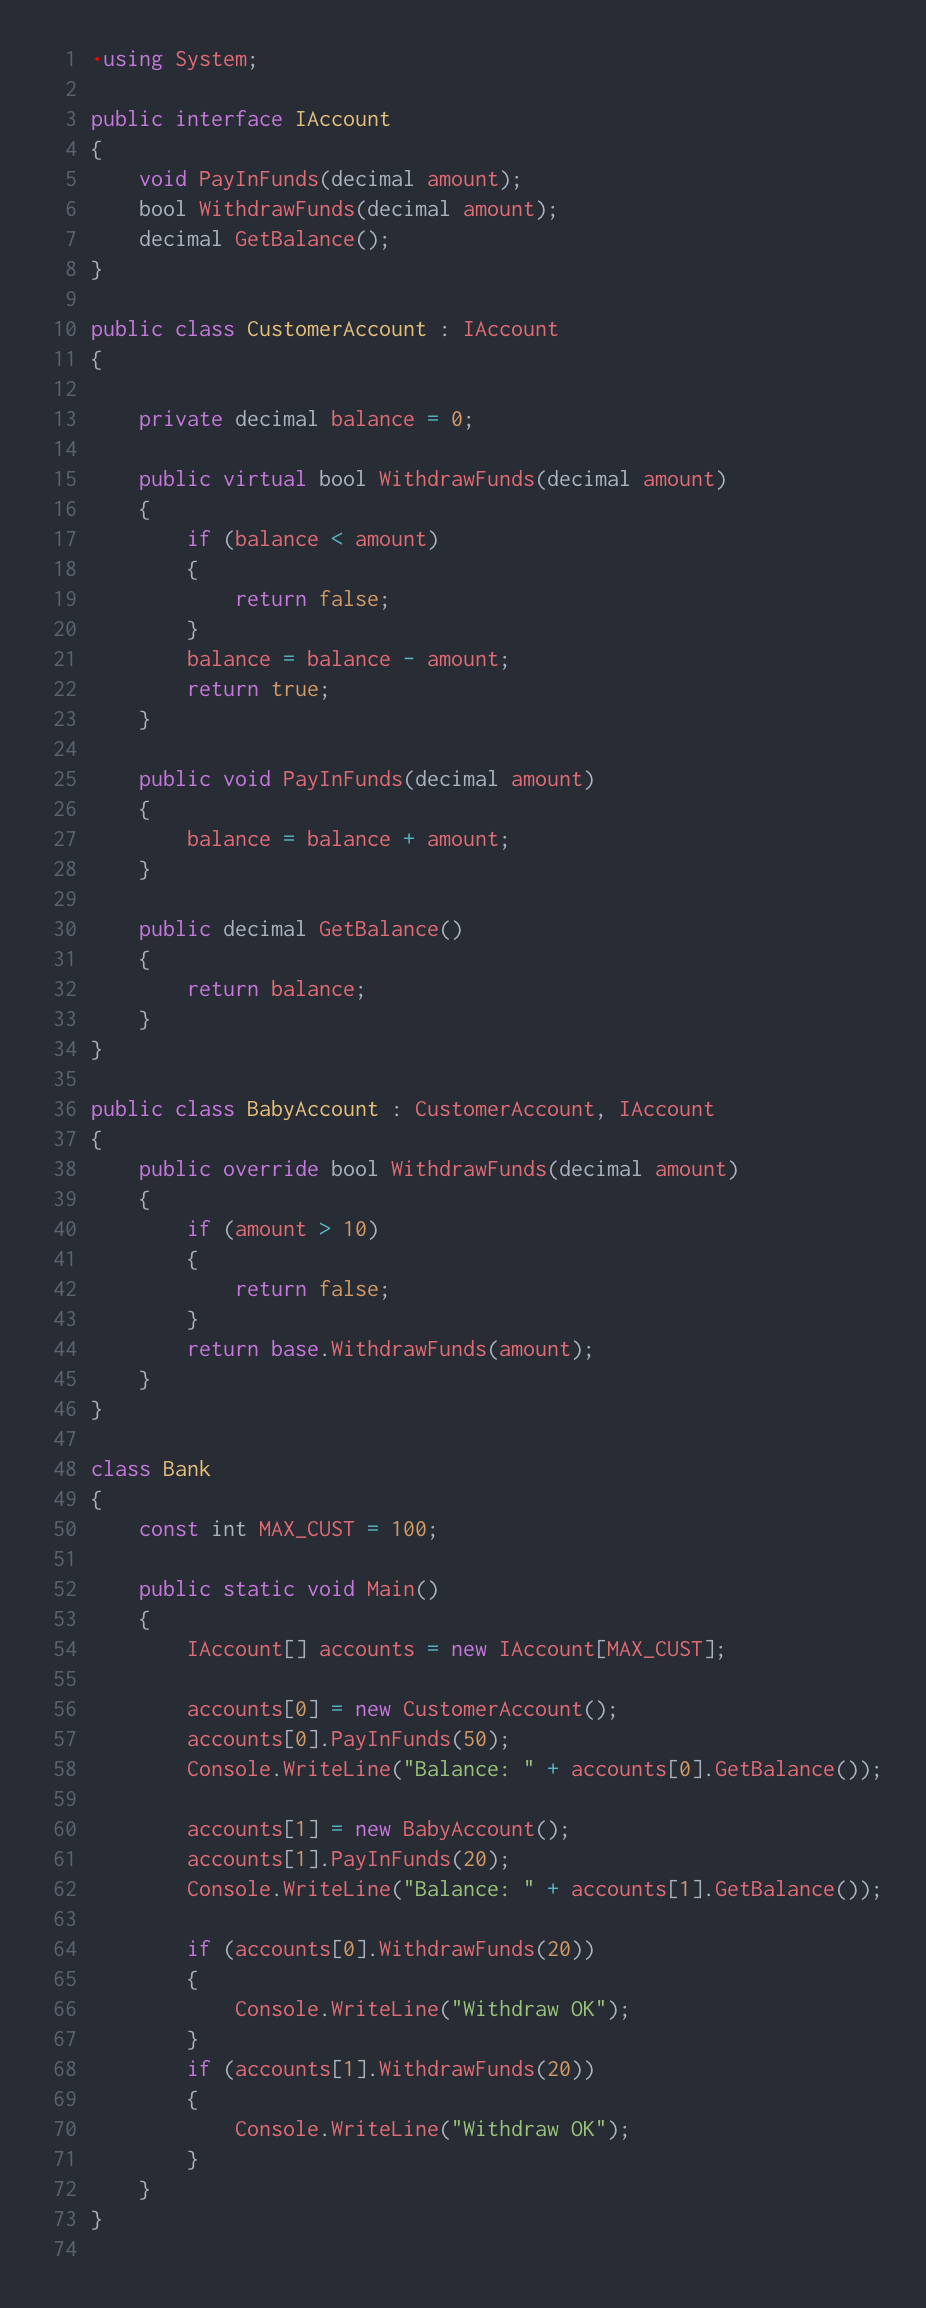 1 ·using System;
2
3 public interface IAccount
4 {
5     void PayInFunds(decimal amount);
6     bool WithdrawFunds(decimal amount);
7     decimal GetBalance();
8 }
9
10 public class CustomerAccount : IAccount
11 {
12
13     private decimal balance = 0;
14
15     public virtual bool WithdrawFunds(decimal amount)
16     {
17         if (balance < amount)
18         {
19             return false;
20         }
21         balance = balance - amount;
22         return true;
23     }
24
25     public void PayInFunds(decimal amount)
26     {
27         balance = balance + amount;
28     }
29
30     public decimal GetBalance()
31     {
32         return balance;
33     }
34 }
35
36 public class BabyAccount : CustomerAccount, IAccount
37 {
38     public override bool WithdrawFunds(decimal amount)
39     {
40         if (amount > 10)
41         {
42             return false;
43         }
44         return base.WithdrawFunds(amount);
45     }
46 }
47
48 class Bank
49 {
50     const int MAX_CUST = 100;
51
52     public static void Main()
53     {
54         IAccount[] accounts = new IAccount[MAX_CUST];
55
56         accounts[0] = new CustomerAccount();
57         accounts[0].PayInFunds(50);
58         Console.WriteLine("Balance: " + accounts[0].GetBalance());
59
60         accounts[1] = new BabyAccount();
61         accounts[1].PayInFunds(20);
62         Console.WriteLine("Balance: " + accounts[1].GetBalance());
63
64         if (accounts[0].WithdrawFunds(20))
65         {
66             Console.WriteLine("Withdraw OK");
67         }
68         if (accounts[1].WithdrawFunds(20))
69         {
70             Console.WriteLine("Withdraw OK");
71         }
72     }
73 }
74